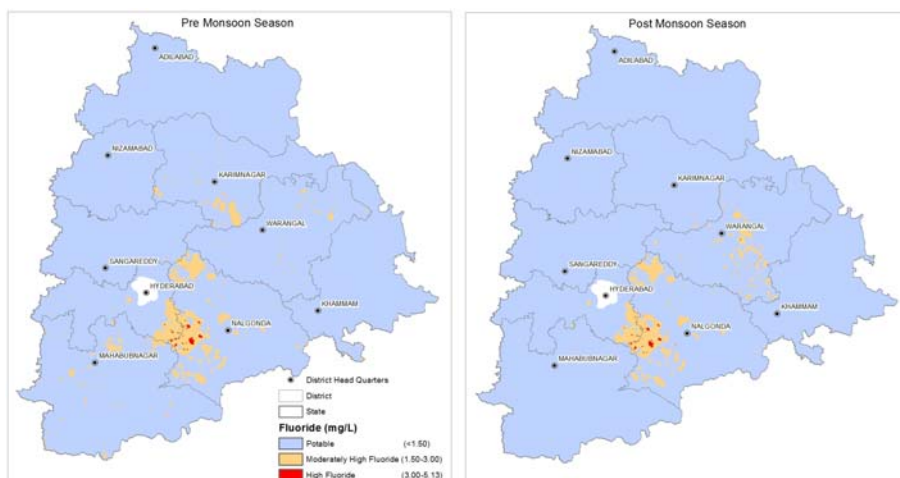 Pre Monsoon Season
ADILABAD
NIZAMABAD
KARIMNAGAR
WARANGAL
SANGAREDDY
HYDERABAD
KHAMMAM
NALGONDA
MAHABUBNAGAR
District Head Quarters
District
State
Fluoride (mg/L)
Potable (<1.50)
Moderately High Fluoride (1.50-3.00)
High Fluoride (3.00-5.13)
Post Monsoon Season
ADILABAD
NIZAMABAD
KARIMNAGAR
WARANGAL
SANGAREDDY
HYDERABAD
KHAMMAM
NALGONDA
MAHABUBNAGAR